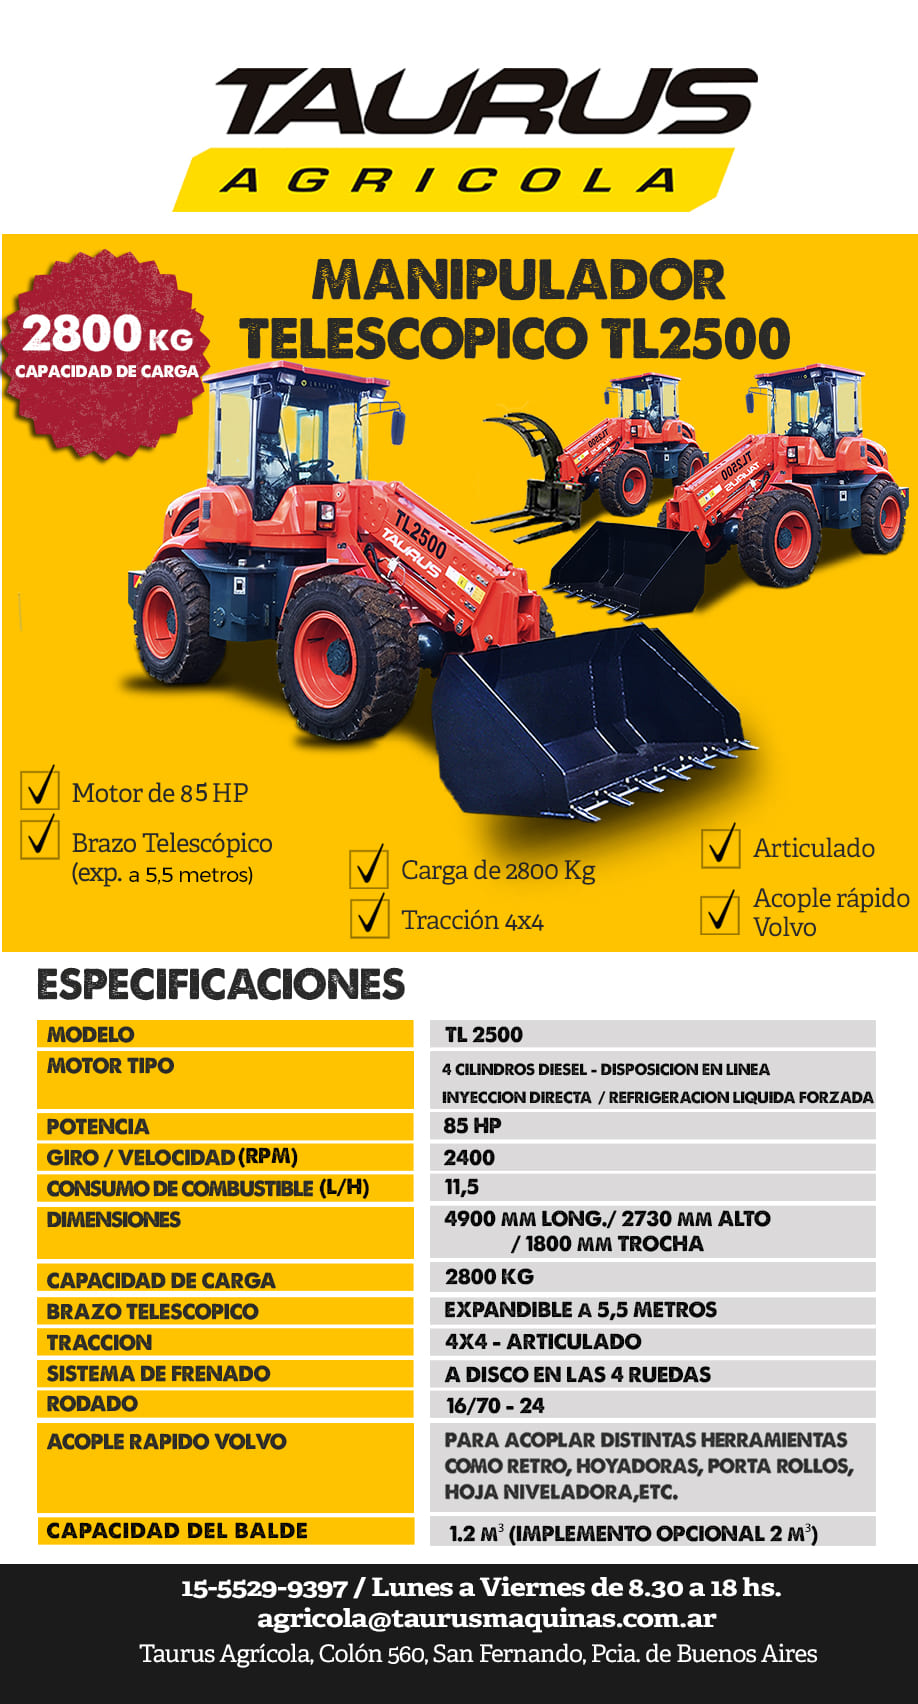 TAURUS
AGRICOLA
2800 KG
CAPACIDAD DE CARGA
MANIPULADOR
TELESCOPICO TL2500
TL2500
TAURUS
TL2500
TL2500
TAURUS
Motor de 85 HP
Brazo Telescópico
(exp. a 5,5 metros)
Carga de 2800 Kg
Tracción 4x4
Articulado
Acople rápido
Volvo
ESPECIFICACIONES
MODELO TL 2500
MOTOR TIPO 4 CILINDROS DIESEL - DISPOSICION EN LINEA
INYECCION DIRECTA / REFRIGERACION LIQUIDA FORZADA
POTENCIA 85 HP
GIRO / VELOCIDAD (RPM) 2400
CONSUMO DE COMBUSTIBLE (L/H) 11,5
DIMENSIONES 4900 MM LONG./ 2730 MM ALTO
/ 1800 MM TROCHA
CAPACIDAD DE CARGA 2800 KG
BRAZO TELESCOPICO EXPANDIBLE A 5,5 METROS
TRACCION 4X4 - ARTICULADO
SISTEMA DE FRENADO A DISCO EN LAS 4 RUEDAS
RODADO 16/70 - 24
ACOPLE RAPIDO VOLVO PARA ACOPLAR DISTINTAS HERRAMIENTAS
COMO RETRO, HOYADORAS, PORTA ROLLOS,
HOJA NIVELADORA,ETC.
CAPACIDAD DEL BALDE 1.2 M³ (IMPLEMENTO OPCIONAL 2 M³)
15-5529-9397 / Lunes a Viernes de 8.30 a 18 hs.
agricola@taurusmaquinas.com.ar
Taurus Agrícola, Colón 560, San Fernando, Pcia. de Buenos Aires